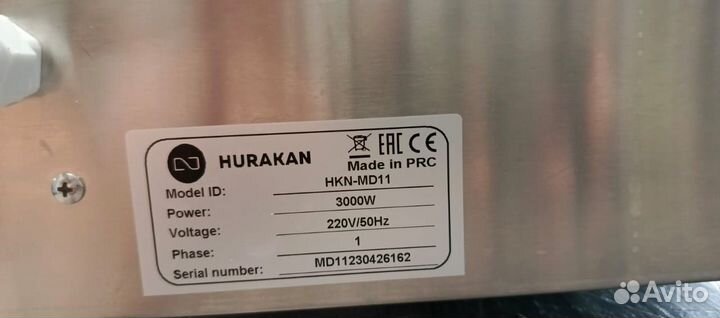 HURAKAN
EAC CE
Made in PRC
Model ID: HKN-MD11
Power: 3000W
Voltage: 220V/50Hz
Phase: 1
Serial number: MD11230426162
Avito